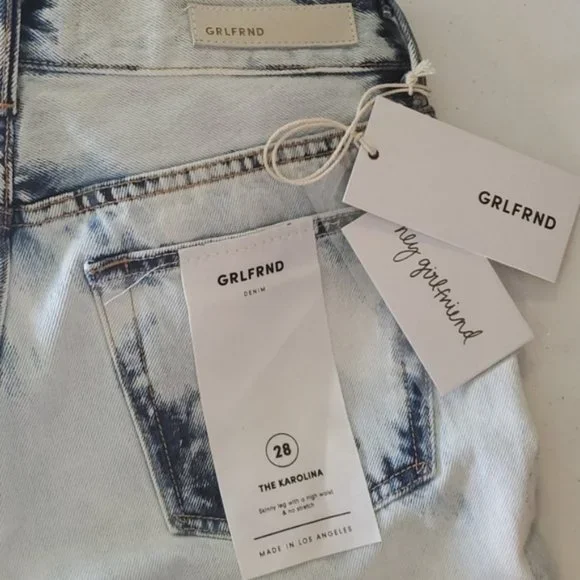 GRLFRND
GRLFRND
hey girlfriend
GRLFRND
DENIM
28
THE KAROLINA
Skinny leg with a high waist
& no stretch
MADE IN LOS ANGELES